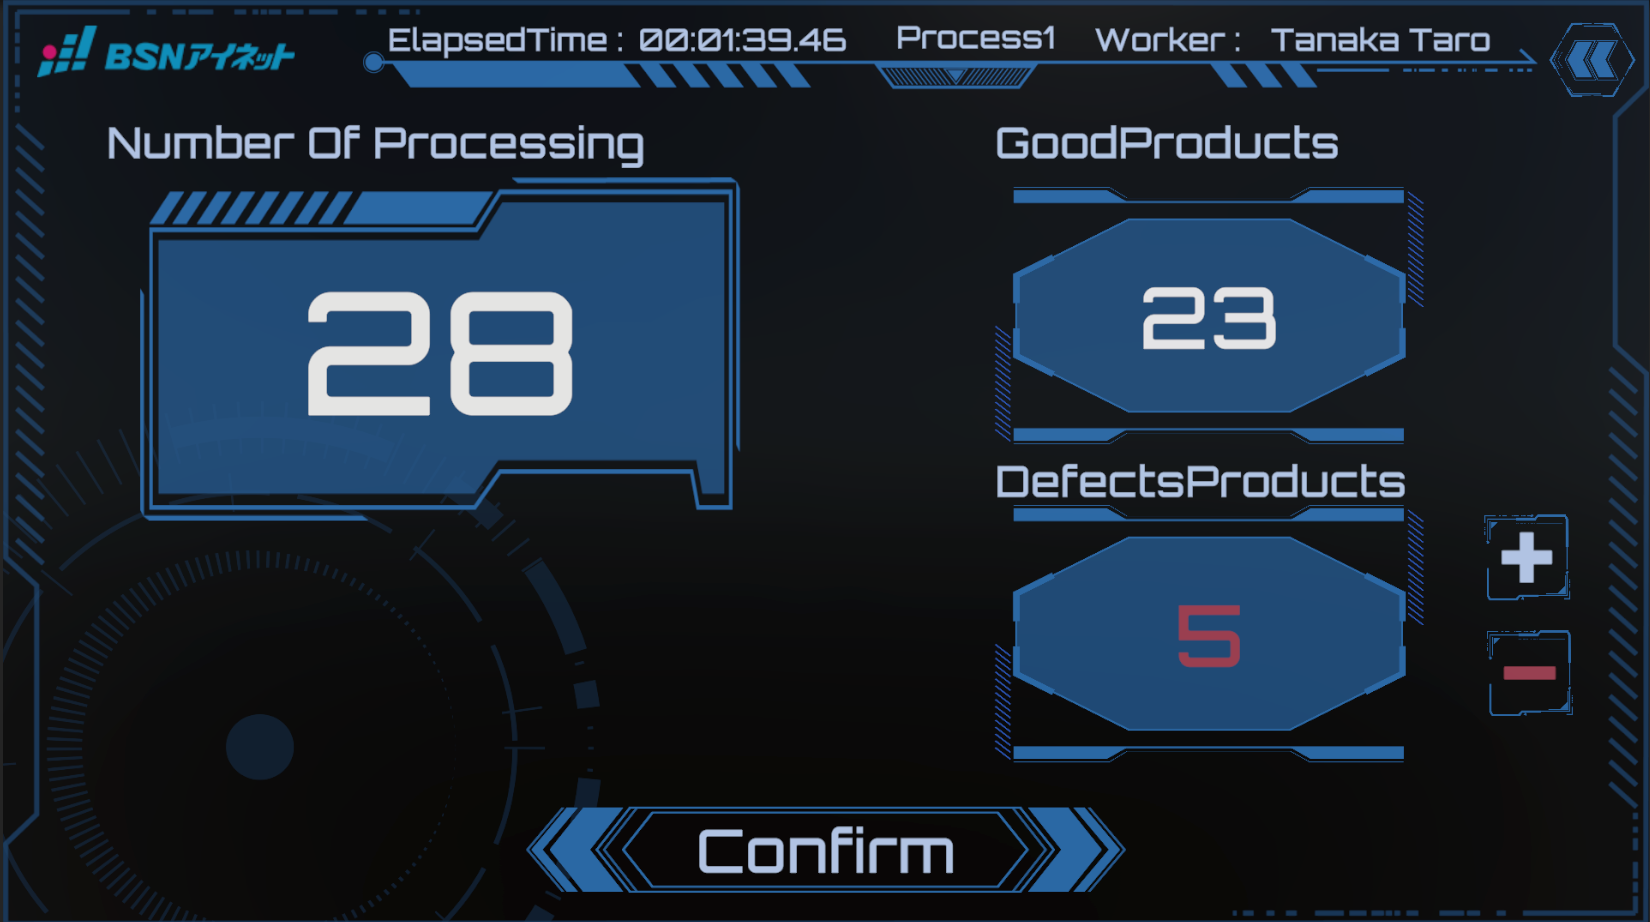 BSNアイネット
ElapsedTime : 00:01:39.46 Process1 Worker : Tanaka Taro
Number Of Processing
28
GoodProducts
23
DefectsProducts
5
Confirm